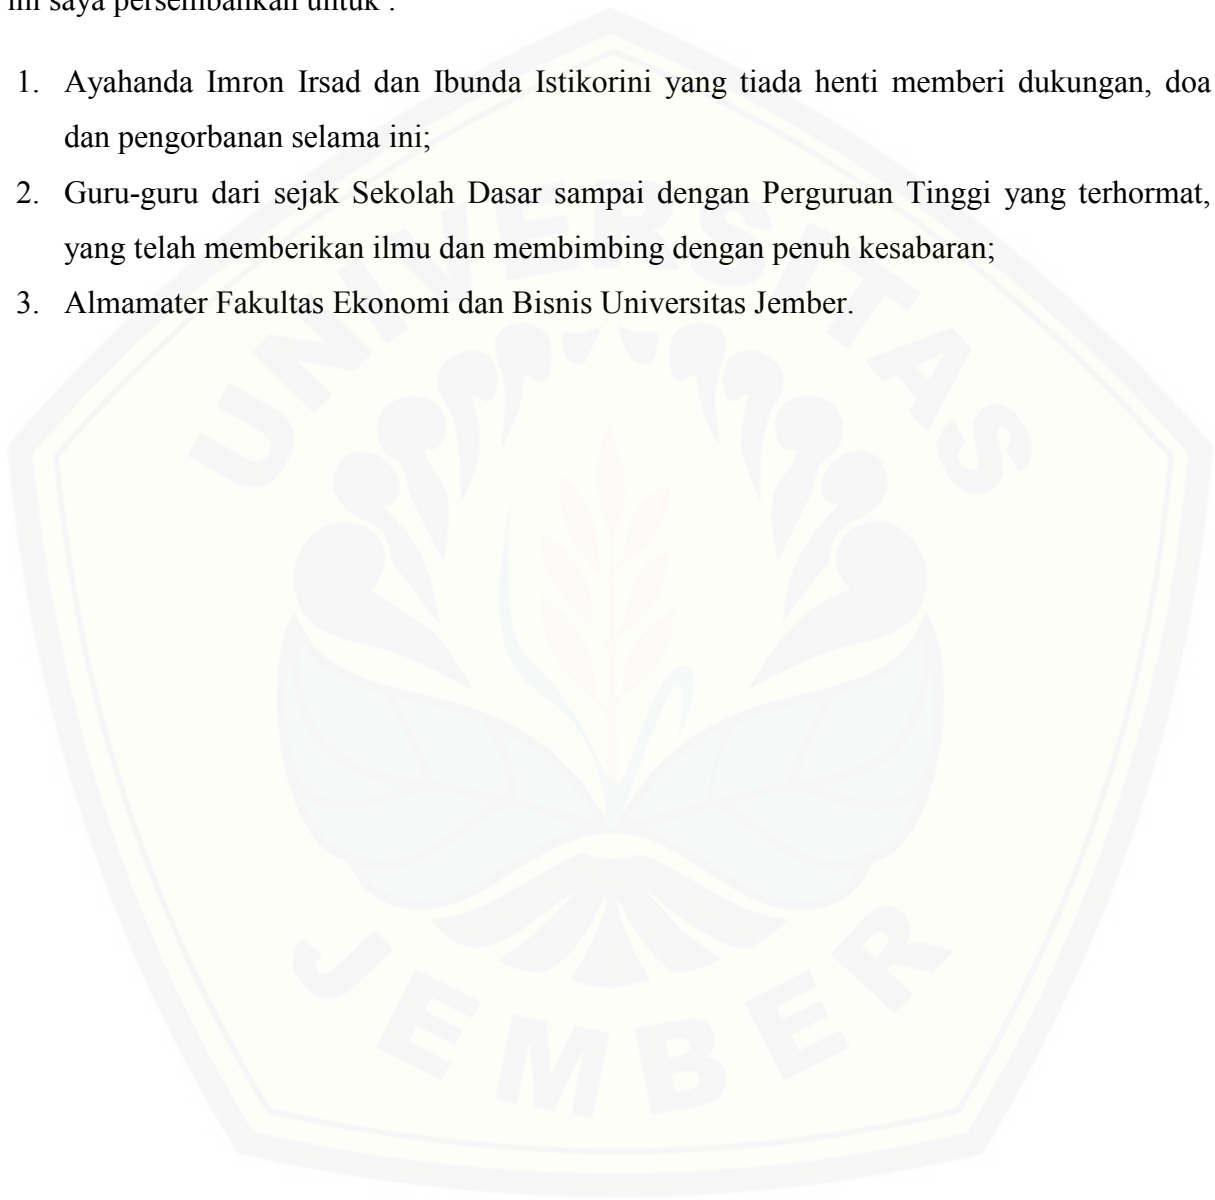 ini saya persembahkan untuk :
1. Ayahanda Imron Irsad dan Ibunda Istikorini yang tiada henti memberi dukungan, doa
dan pengorbanan selama ini;
2. Guru-guru dari sejak Sekolah Dasar sampai dengan Perguruan Tinggi yang terhormat,
yang telah memberikan ilmu dan membimbing dengan penuh kesabaran;
3. Almamater Fakultas Ekonomi dan Bisnis Universitas Jember.
UNIVERSITAS
JEMBER